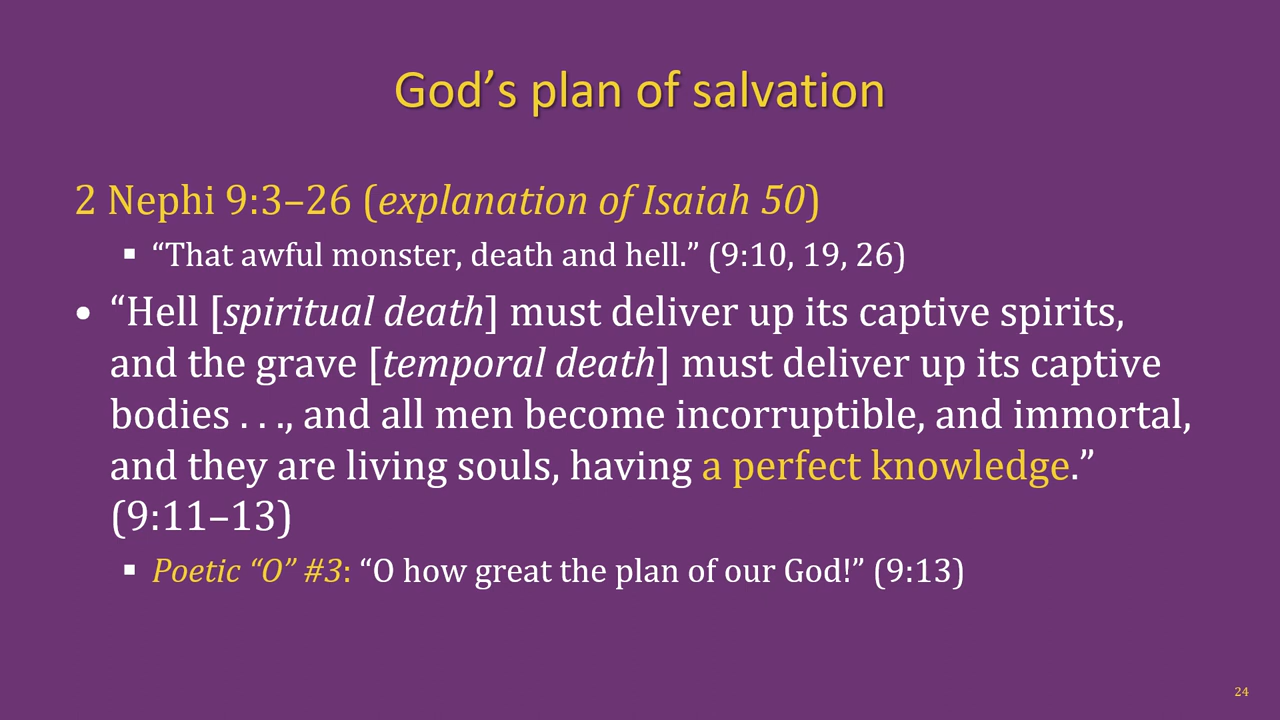 God’s plan of salvation
2 Nephi 9:3–26 (explanation of Isaiah 50)
▪ “That awful monster, death and hell.” (9:10, 19, 26)
• “Hell [spiritual death] must deliver up its captive spirits,
and the grave [temporal death] must deliver up its captive
bodies . . ., and all men become incorruptible, and immortal,
and they are living souls, having a perfect knowledge.”
(9:11–13)
▪ Poetic “O” #3: “O how great the plan of our God!” (9:13)
24